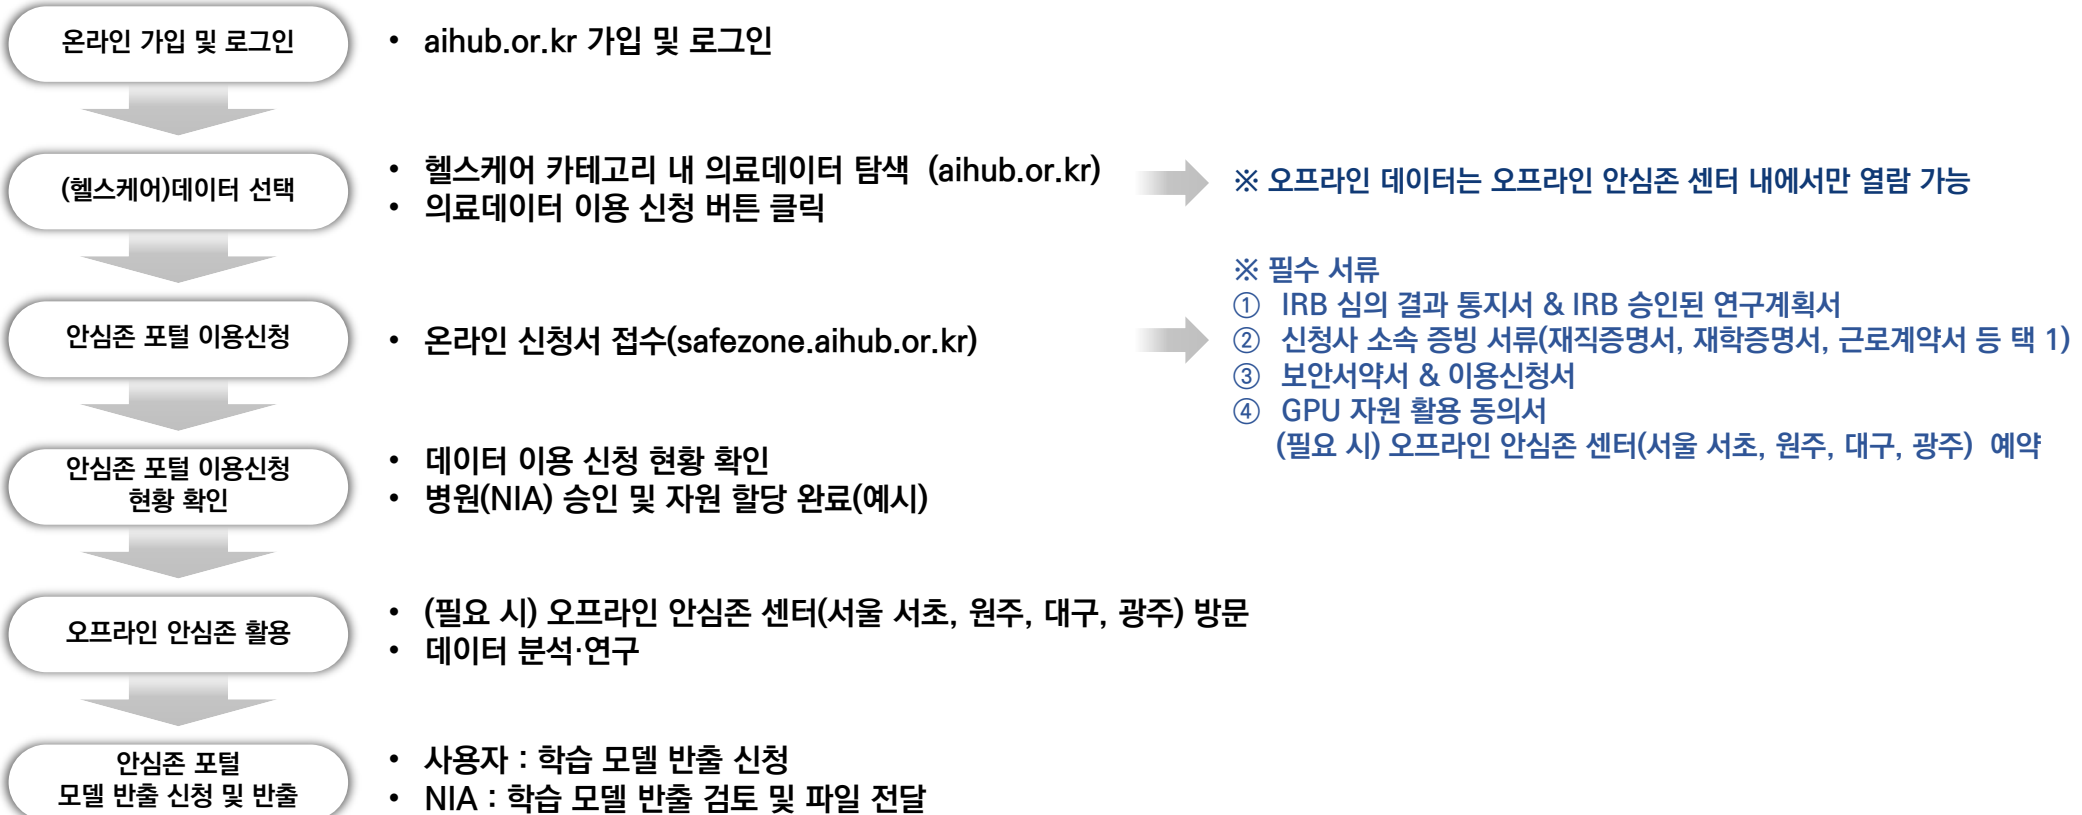 온라인 가입 및 로그인
• aihub.or.kr 가입 및 로그인
(헬스케어)데이터 선택
• 헬스케어 카테고리 내 의료데이터 탐색 (aihub.or.kr)
• 의료데이터 이용 신청 버튼 클릭
※ 오프라인 데이터는 오프라인 안심존 센터 내에서만 열람 가능
안심존 포털 이용신청
• 온라인 신청서 접수(safezone.aihub.or.kr)
※ 필수 서류
① IRB 심의 결과 통지서 & IRB 승인된 연구계획서
② 신청사 소속 증빙 서류(재직증명서, 재학증명서, 근로계약서 등 택 1)
③ 보안서약서 & 이용신청서
④ GPU 자원 활용 동의서
(필요 시) 오프라인 안심존 센터(서울 서초, 원주, 대구, 광주) 예약
안심존 포털 이용신청
현황 확인
• 데이터 이용 신청 현황 확인
• 병원(NIA) 승인 및 자원 할당 완료(예시)
오프라인 안심존 활용
• (필요 시) 오프라인 안심존 센터(서울 서초, 원주, 대구, 광주) 방문
• 데이터 분석·연구
안심존 포털
모델 반출 신청 및 반출
• 사용자 : 학습 모델 반출 신청
• NIA : 학습 모델 반출 검토 및 파일 전달